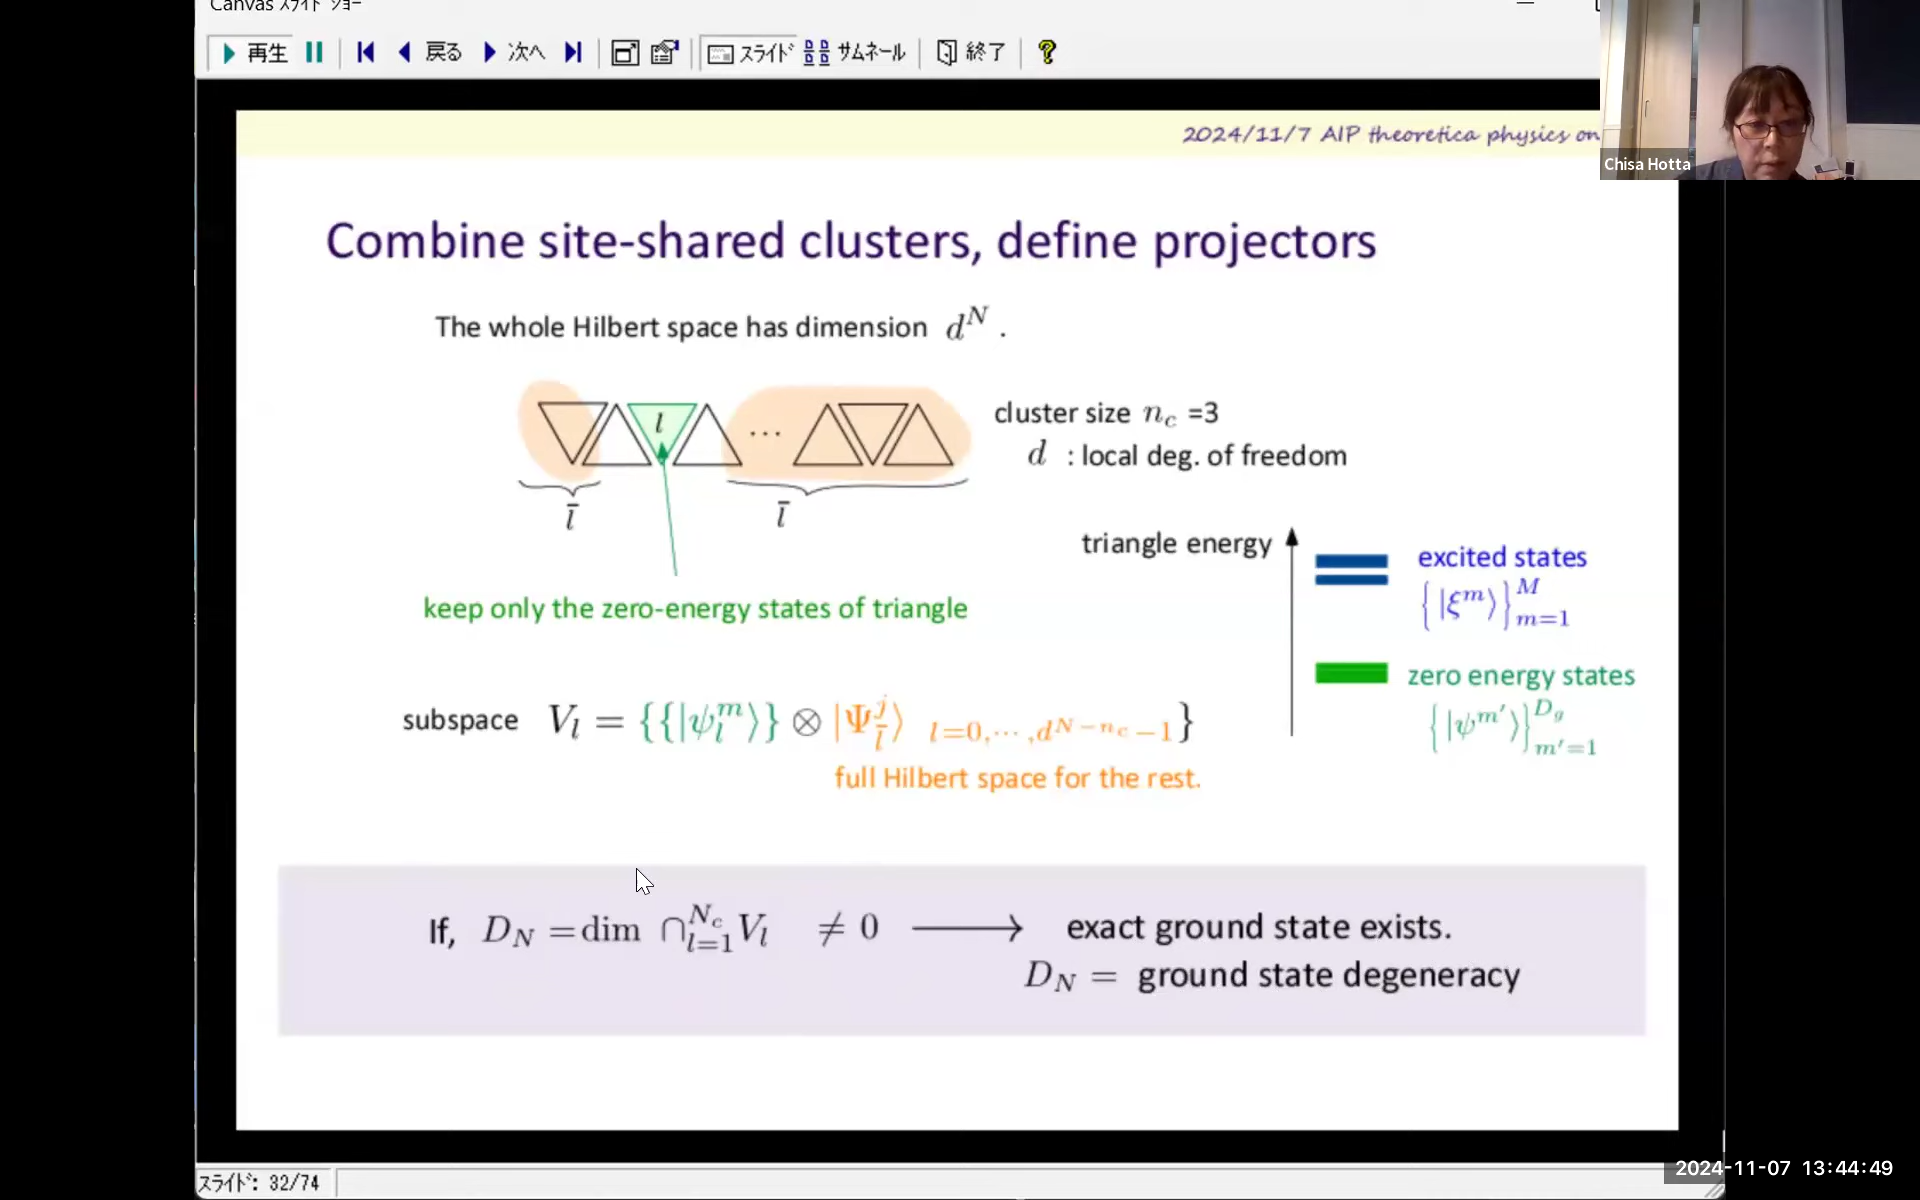 Canvas スライド ショー
再生 戻る 次へ スライド サムネール 終了 ?
2024/11/7 AIP theoretica physics on
Chisa Hotta
Combine site-shared clusters, define projectors
The whole Hilbert space has dimension d^N .
l ...
l̄ l̄
cluster size n_c =3
d : local deg. of freedom
triangle energy
excited states
{ |ξ^m⟩ }_{m=1}^M
keep only the zero-energy states of triangle
zero energy states
{ |ψ^{m'}⟩ }_{m'=1}^{D_g}
subspace V_l = {{|ψ_l^m⟩} ⊗ |Ψ_{l̄}^j⟩ _{l=0,⋯,d^{N-n_c}-1}}
full Hilbert space for the rest.
If, D_N = dim ∩_{l=1}^{N_c} V_l ≠ 0 ⟶ exact ground state exists.
D_N = ground state degeneracy
スライド: 32/74
2024-11-07 13:44:49